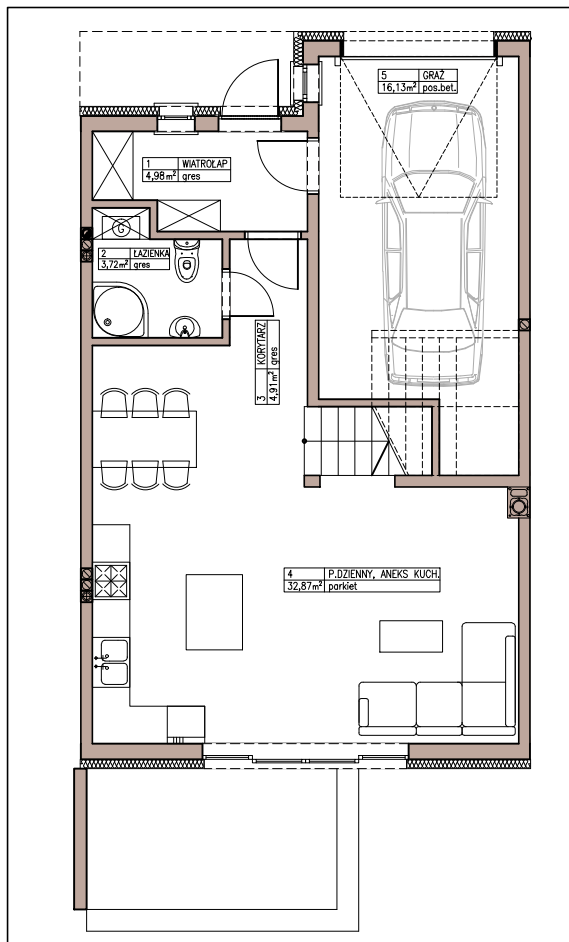 5 GRAŻ
16,13m² pos.bet.
1 WIATROŁAP
4,98m² gres
G
2 ŁAZIENKA
3,72m² gres
3 KORYTARZ
4,91m² gres
4 P.DZIENNY, ANEKS KUCH.
32,87m² parkiet